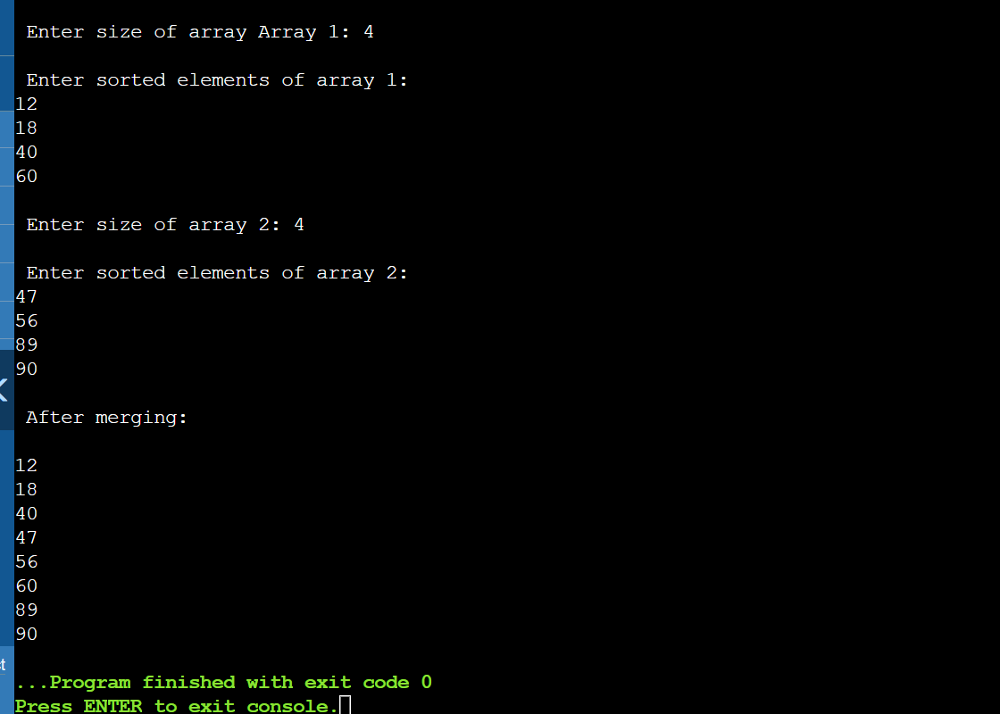 Enter size of array Array 1: 4
Enter sorted elements of array 1:
12
18
40
60
Enter size of array 2: 4
Enter sorted elements of array 2:
47
56
89
90
After merging:
12
18
40
47
56
60
89
90
...Program finished with exit code 0
Press ENTER to exit console.